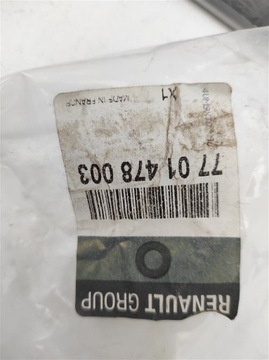 RENAULT GROUP
77 01 478 003
X1
MADE IN FRANCE